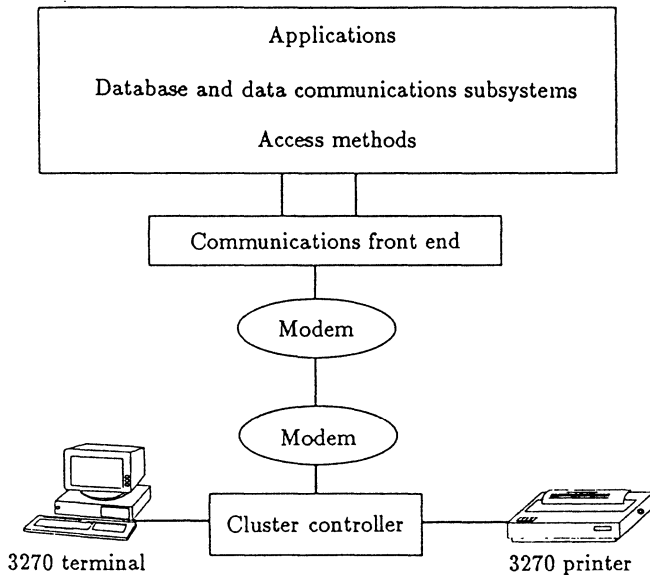 Applications
Database and data communications subsystems
Access methods
Communications front end
Modem
Modem
Cluster controller
3270 terminal
3270 printer